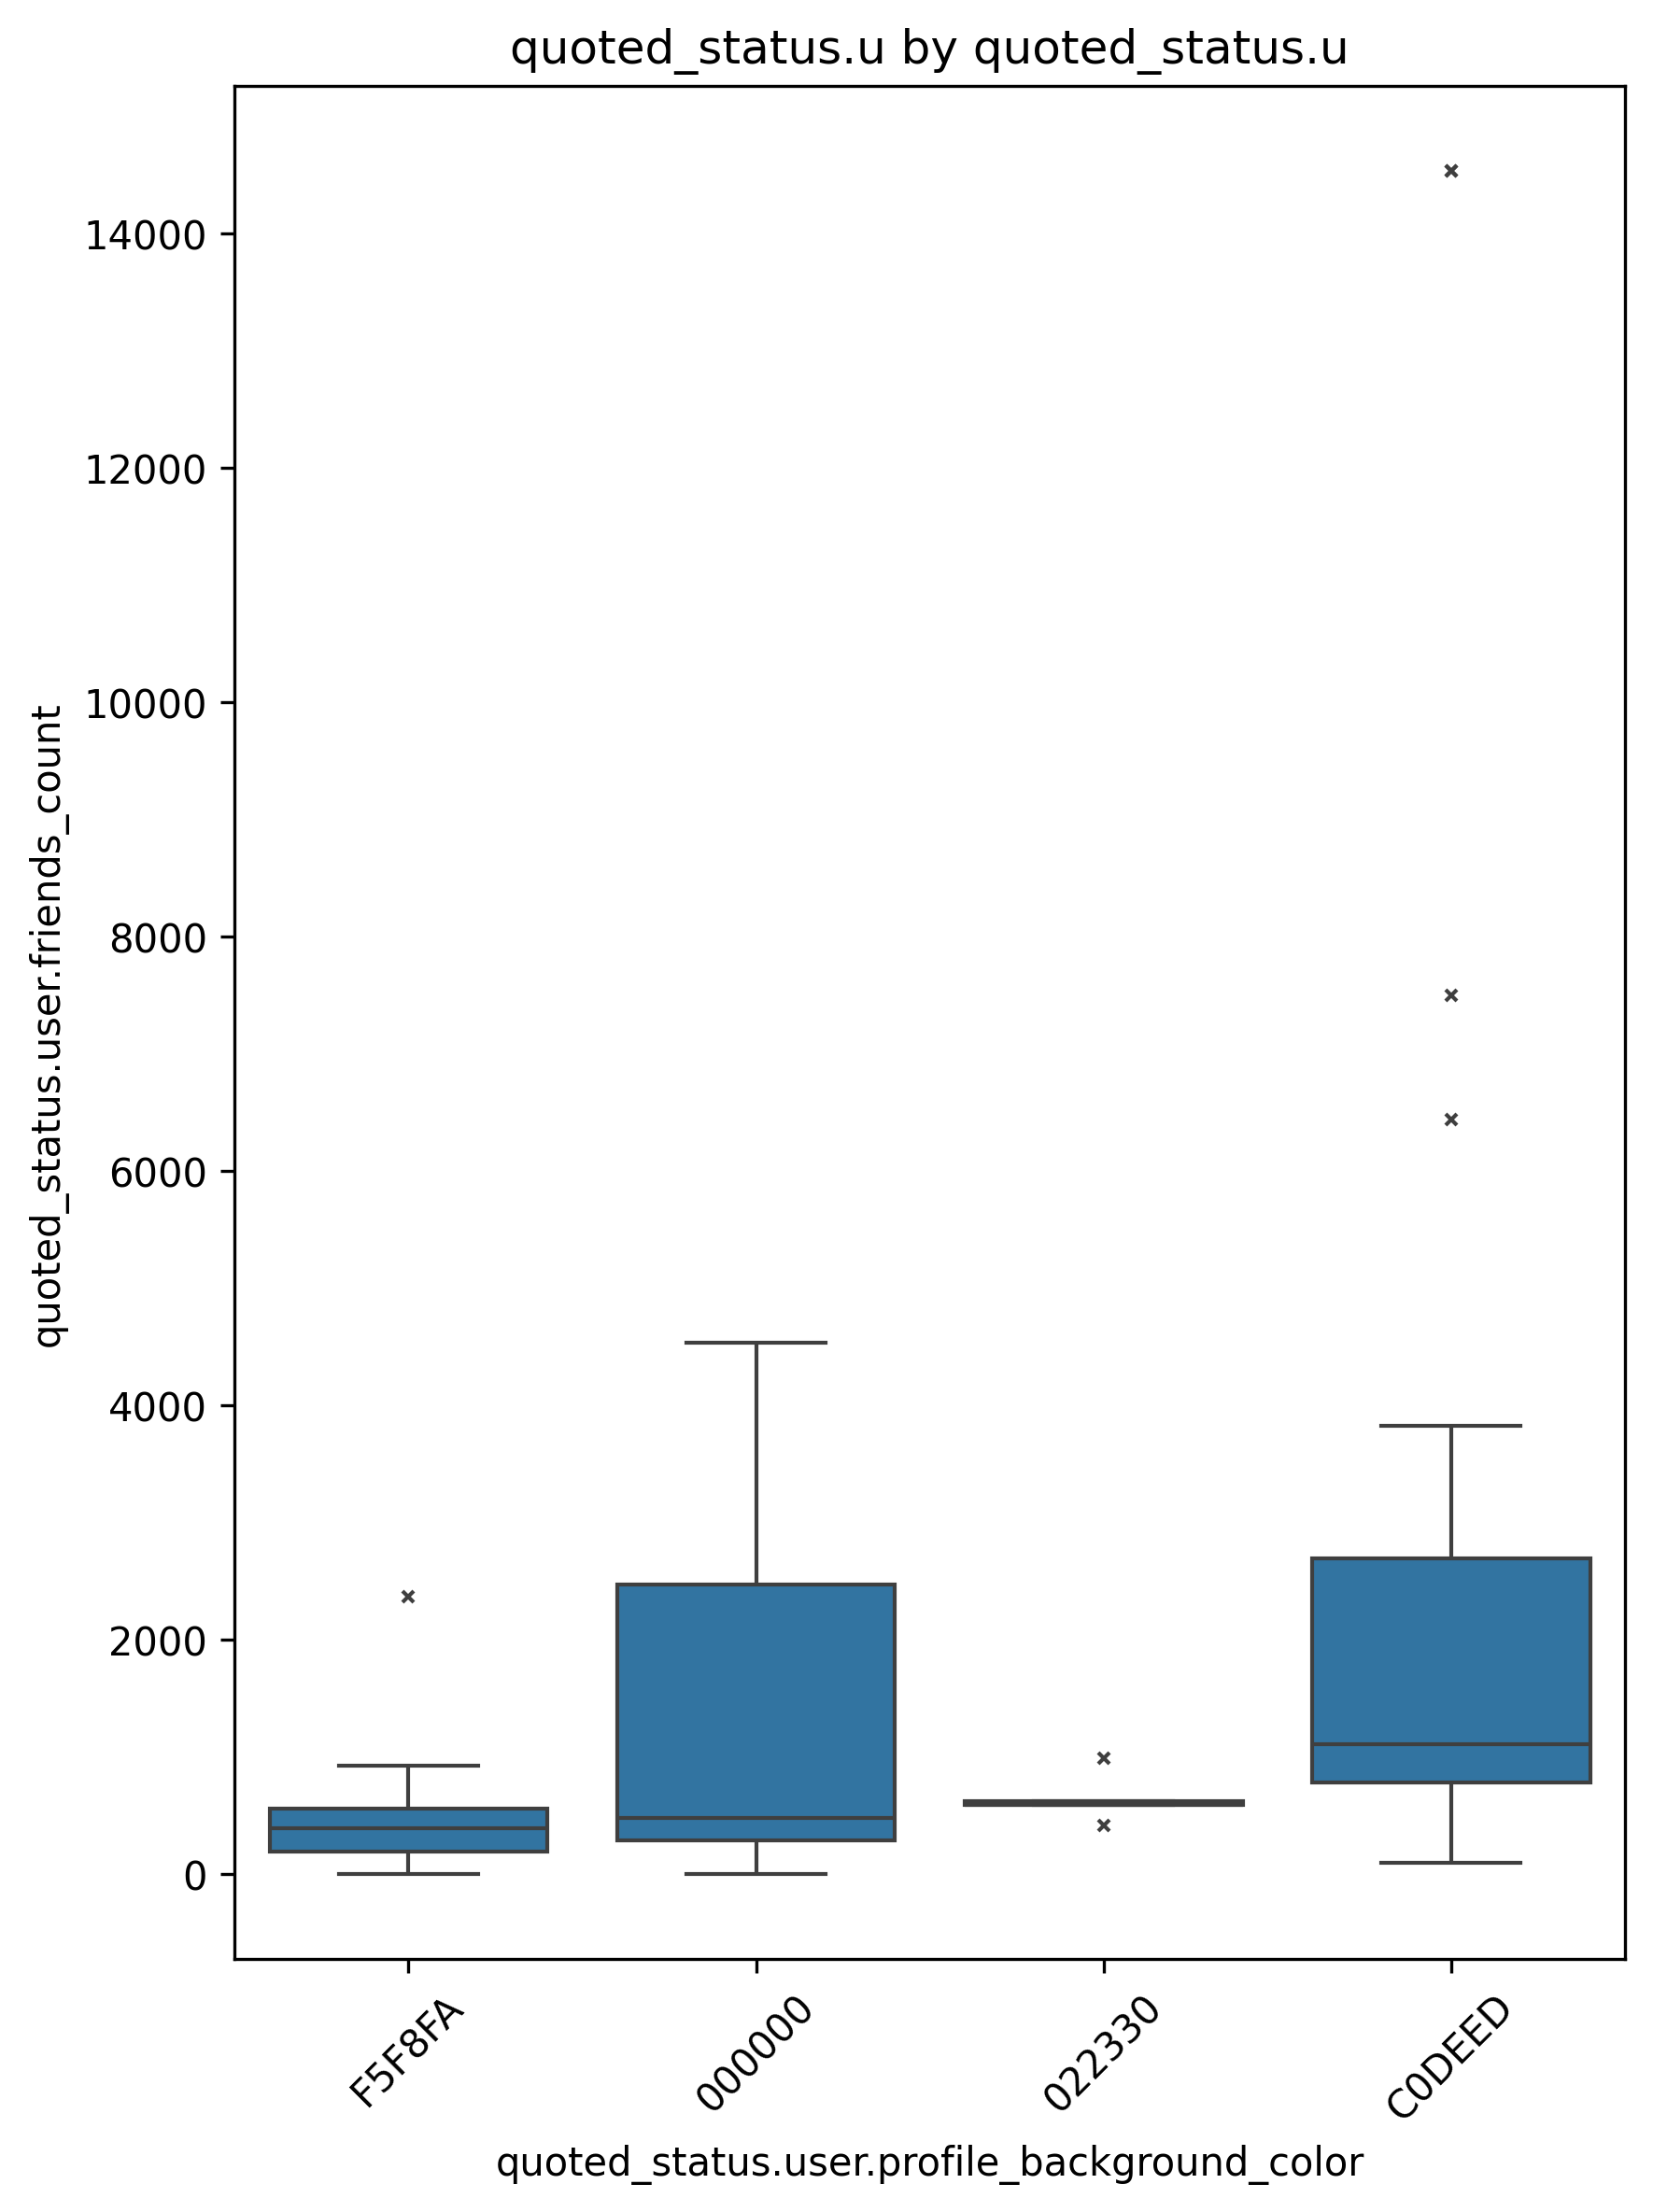 quoted_status.u by quoted_status.u
quoted_status.user.friends_count
14000
12000
10000
8000
6000
4000
2000
0
F5F8FA
000000
022330
C0DEED
quoted_status.user.profile_background_color